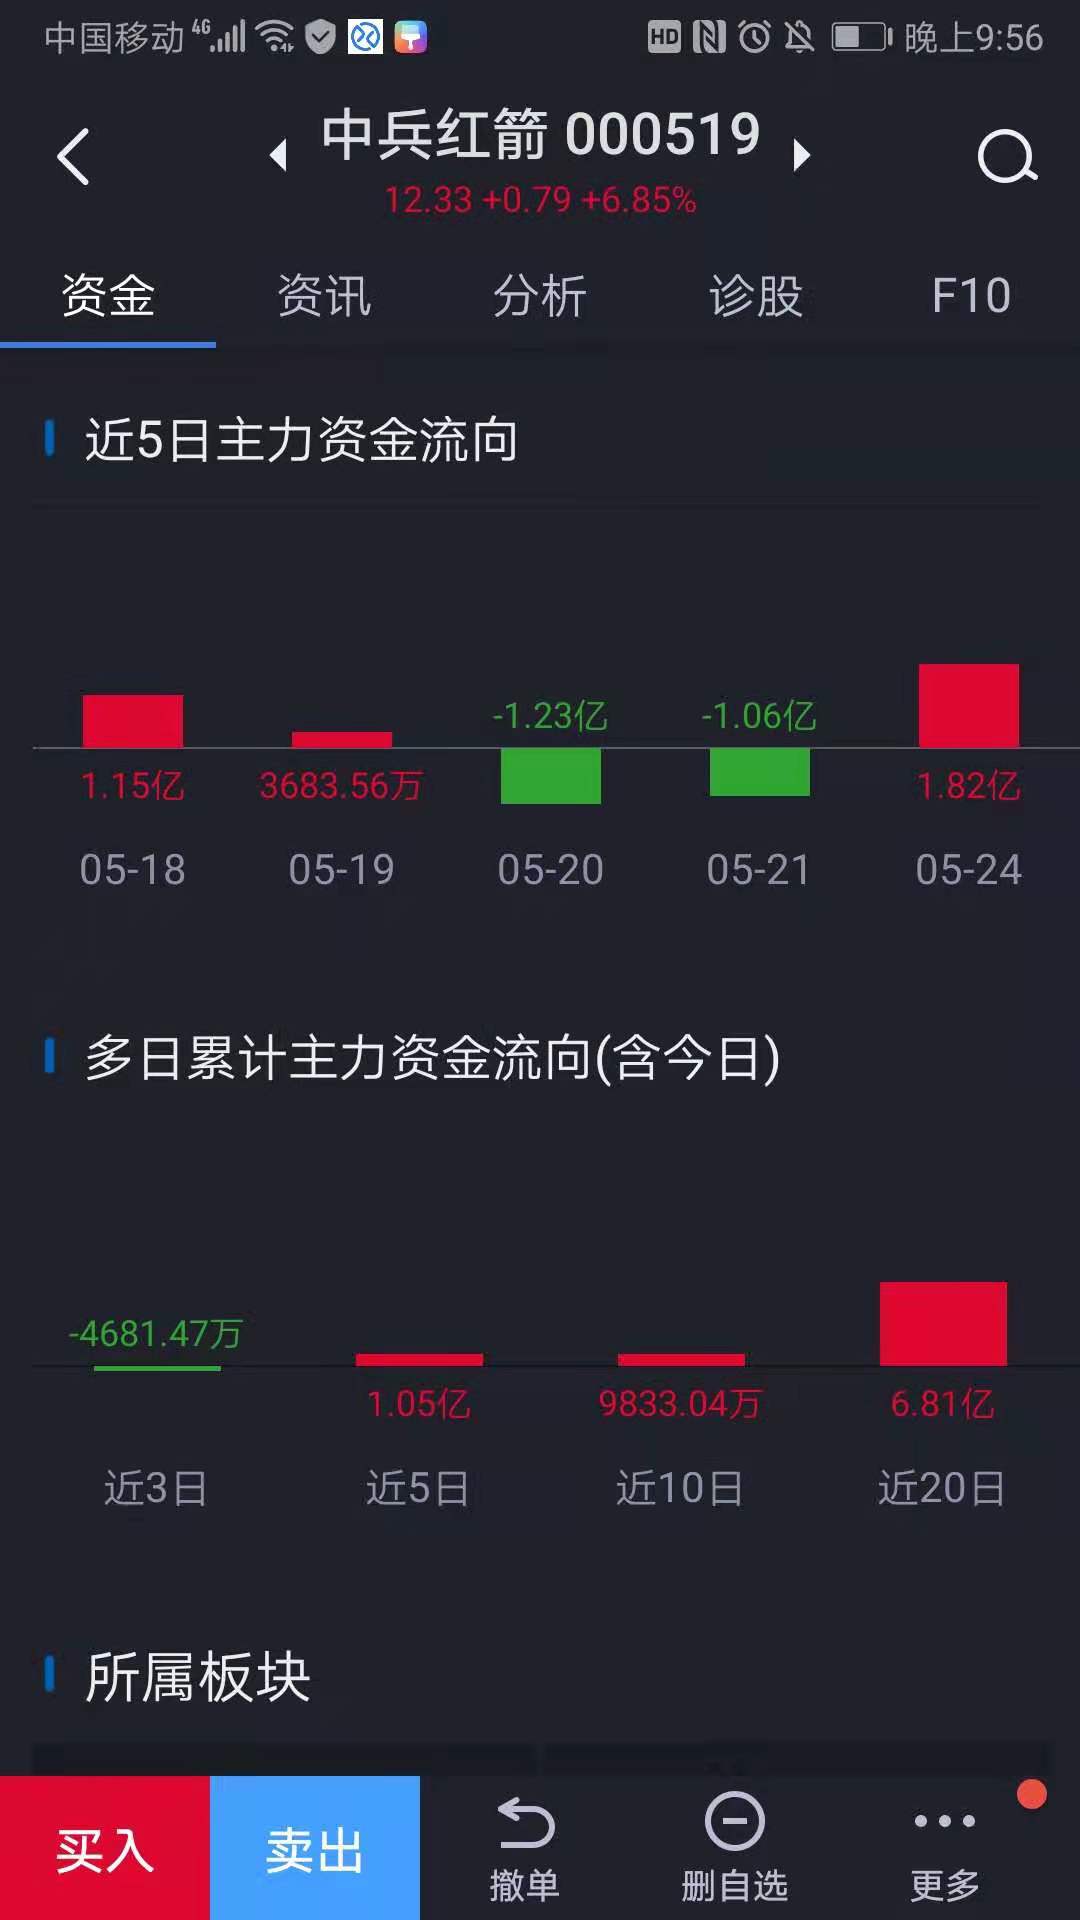 中国移动 4G HD 晚上9:56
中兵红箭 000519
12.33 +0.79 +6.85%
资金 资讯 分析 诊股 F10
近5日主力资金流向
-1.23亿 -1.06亿
1.15亿 3683.56万 1.82亿
05-18 05-19 05-20 05-21 05-24
多日累计主力资金流向(含今日)
-4681.47万
1.05亿 9833.04万 6.81亿
近3日 近5日 近10日 近20日
所属板块
买入 卖出 撤单 删自选 更多